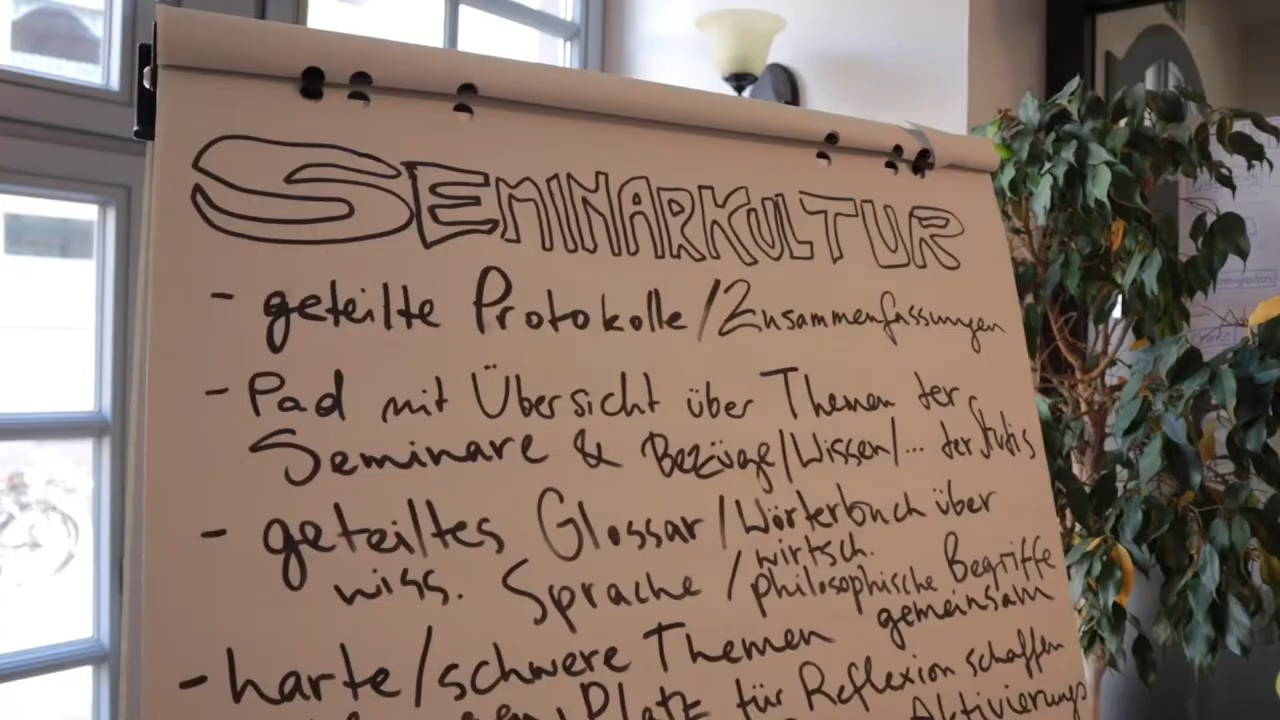 SEMINARKULTUR
- geteilte Protokolle/Zusammenfassungen
- Pad mit Übersicht über Themen der
Seminare & Bezüge/Wissen/... der Studis
- geteiltes Glossar/Wörterbuch über
wiss. Sprache / wirtsch.
philosophische Begriffe
- harte/schwere Themen gemeinsam
Platz für Reflexion schaffen
Aktivierungs